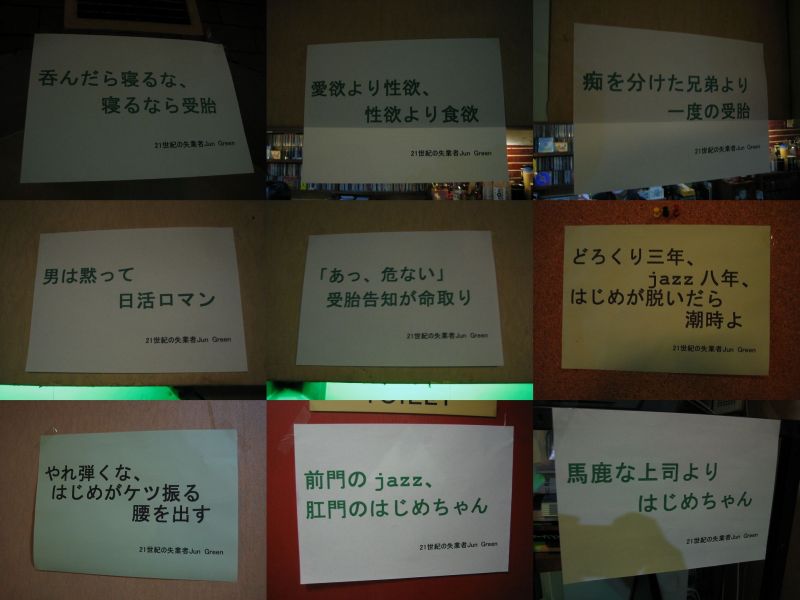 呑んだら寝るな、
寝るなら受胎
21世紀の失業者Jun Green
愛欲より性欲、
性欲より食欲
21世紀の失業者Jun Green
痴を分けた兄弟より
一度の受胎
21世紀の失業者Jun Green
男は黙って
日活ロマン
21世紀の失業者Jun Green
「あっ、危ない」
受胎告知が命取り
21世紀の失業者Jun Green
どろくり三年、
jazz八年、
はじめが脱いだら
潮時よ
21世紀の失業者Jun Green
やれ弾くな、
はじめがケツ振る
腰を出す
21世紀の失業者Jun Green
TOILET
前門のjazz、
肛門のはじめちゃん
21世紀の失業者Jun Green
馬鹿な上司より
はじめちゃん
21世紀の失業者Jun Green